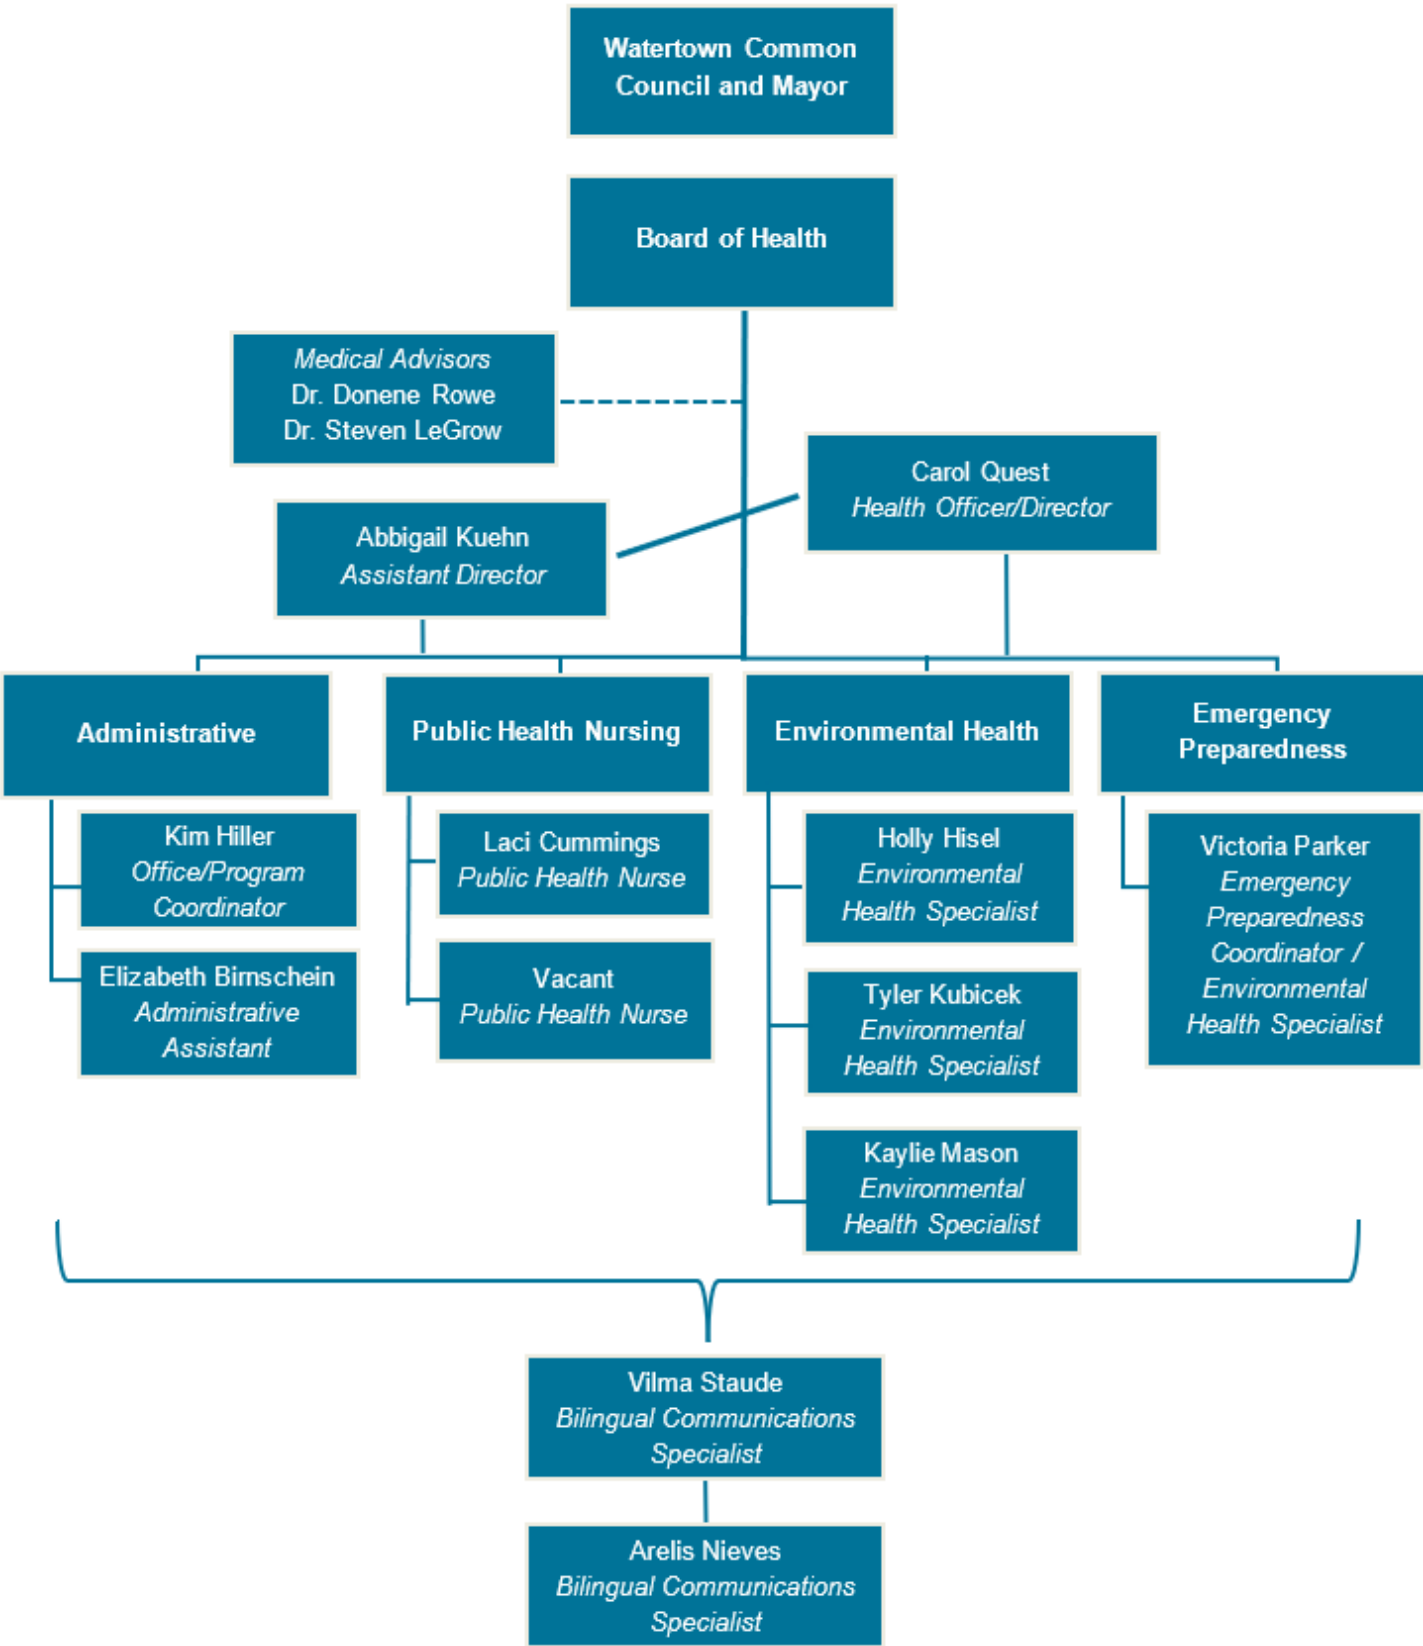 Watertown Common
Council and Mayor
Board of Health
Medical Advisors
Dr. Donene Rowe
Dr. Steven LeGrow
Carol Quest
Health Officer/Director
Abbigail Kuehn
Assistant Director
Administrative
Kim Hiller
Office/Program
Coordinator
Elizabeth Birnschein
Administrative
Assistant
Public Health Nursing
Laci Cummings
Public Health Nurse
Vacant
Public Health Nurse
Environmental Health
Holly Hisel
Environmental
Health Specialist
Tyler Kubicek
Environmental
Health Specialist
Kaylie Mason
Environmental
Health Specialist
Emergency
Preparedness
Victoria Parker
Emergency
Preparedness
Coordinator /
Environmental
Health Specialist
Vilma Staude
Bilingual Communications
Specialist
Arelis Nieves
Bilingual Communications
Specialist